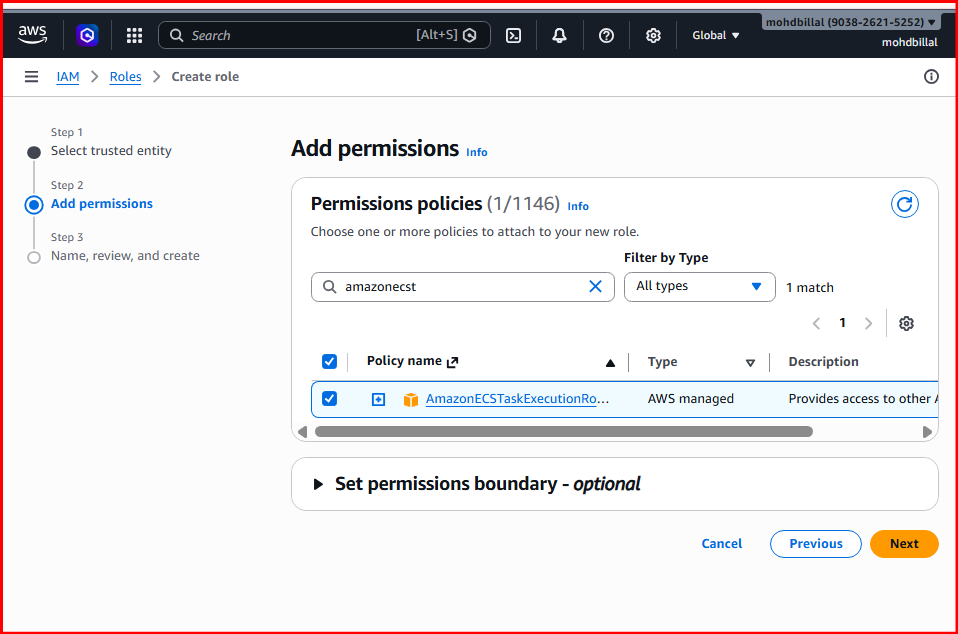 aws
Search [Alt+S]
Global
mohdbillal (9038-2621-5252)
mohdbillal
IAM > Roles > Create role
Step 1
Select trusted entity
Step 2
Add permissions
Step 3
Name, review, and create
Add permissions Info
Permissions policies (1/1146) Info
Choose one or more policies to attach to your new role.
Filter by Type
amazonecst
All types
1 match
1
Policy name Type Description
AmazonECSTaskExecutionRo... AWS managed Provides access to other A
Set permissions boundary - optional
Cancel Previous Next